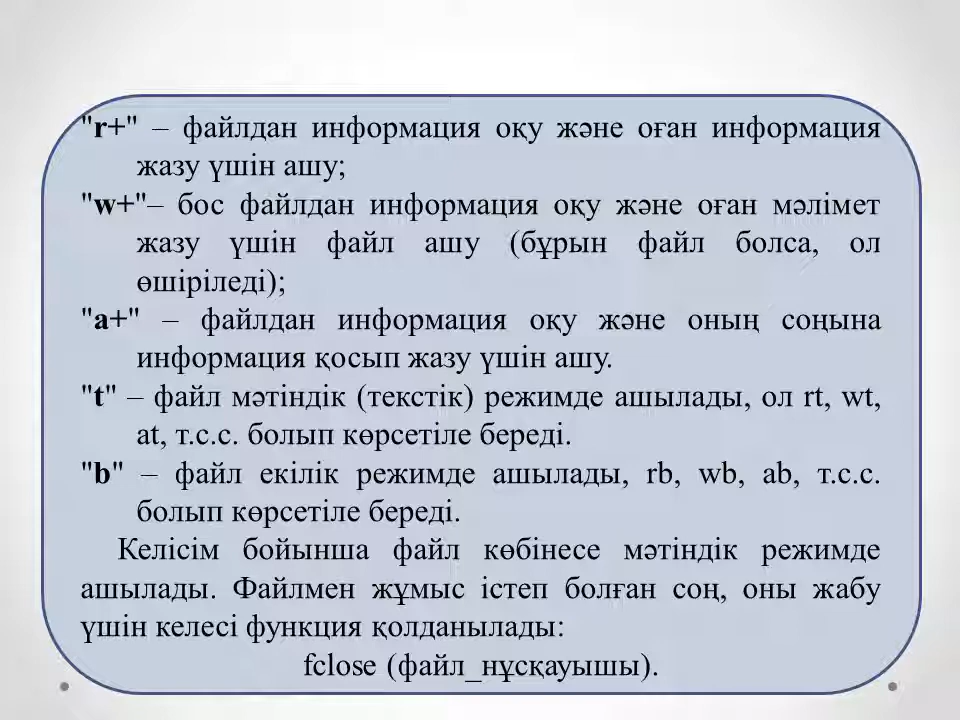 "r+" – файлдан информация оқу және оған информация
жазу үшін ашу;
"w+"– бос файлдан информация оқу және оған мәлімет
жазу үшін файл ашу (бұрын файл болса, ол
өшіріледі);
"a+" – файлдан информация оқу және оның соңына
информация қосып жазу үшін ашу.
"t" – файл мәтіндік (текстік) режимде ашылады, ол rt, wt,
at, т.с.с. болып көрсетіле береді.
"b" – файл екілік режимде ашылады, rb, wb, ab, т.с.с.
болып көрсетіле береді.
Келісім бойынша файл көбінесе мәтіндік режимде
ашылады. Файлмен жұмыс істеп болған соң, оны жабу
үшін келесі функция қолданылады:
fclose (файл_нұсқауышы).